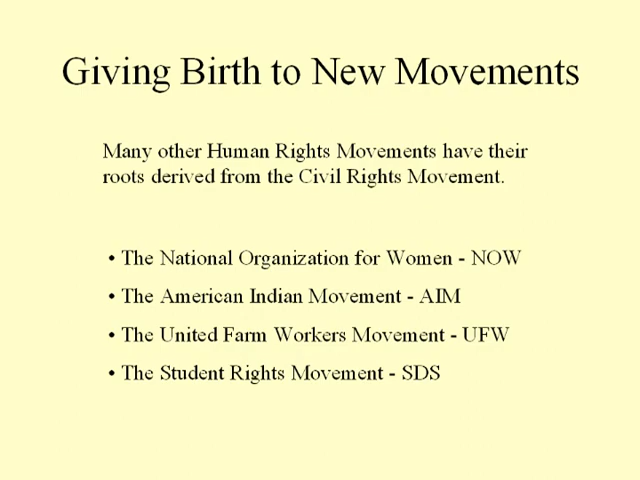 Giving Birth to New Movements
Many other Human Rights Movements have their
roots derived from the Civil Rights Movement.
• The National Organization for Women - NOW
• The American Indian Movement - AIM
• The United Farm Workers Movement - UFW
• The Student Rights Movement - SDS